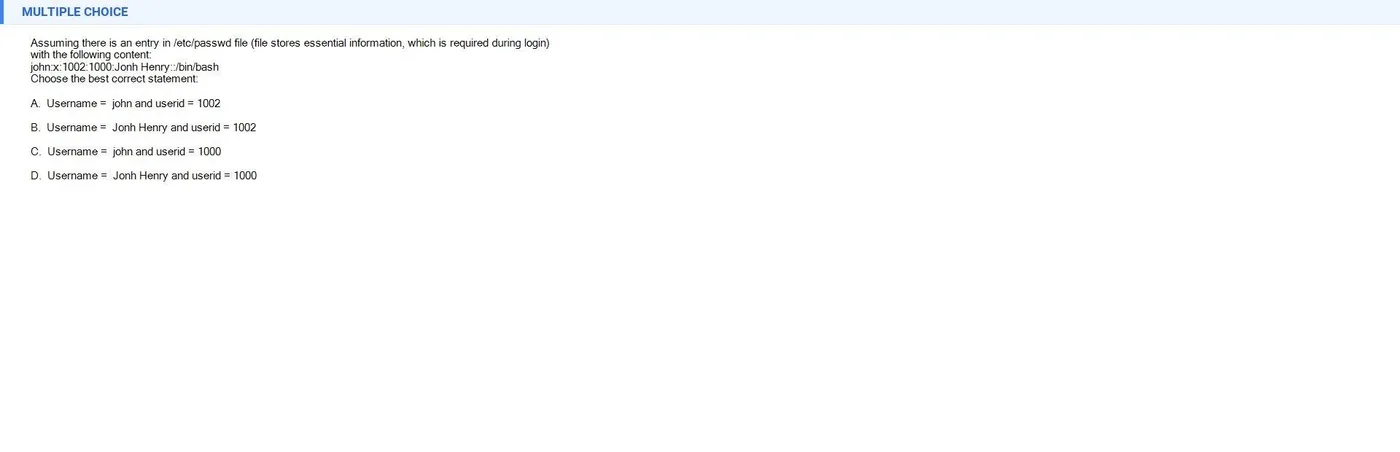 MULTIPLE CHOICE
Assuming there is an entry in /etc/passwd file (file stores essential information, which is required during login)
with the following content:
john:x:1002:1000:Jonh Henry::/bin/bash
Choose the best correct statement:
A. Username = john and userid = 1002
B. Username = Jonh Henry and userid = 1002
C. Username = john and userid = 1000
D. Username = Jonh Henry and userid = 1000